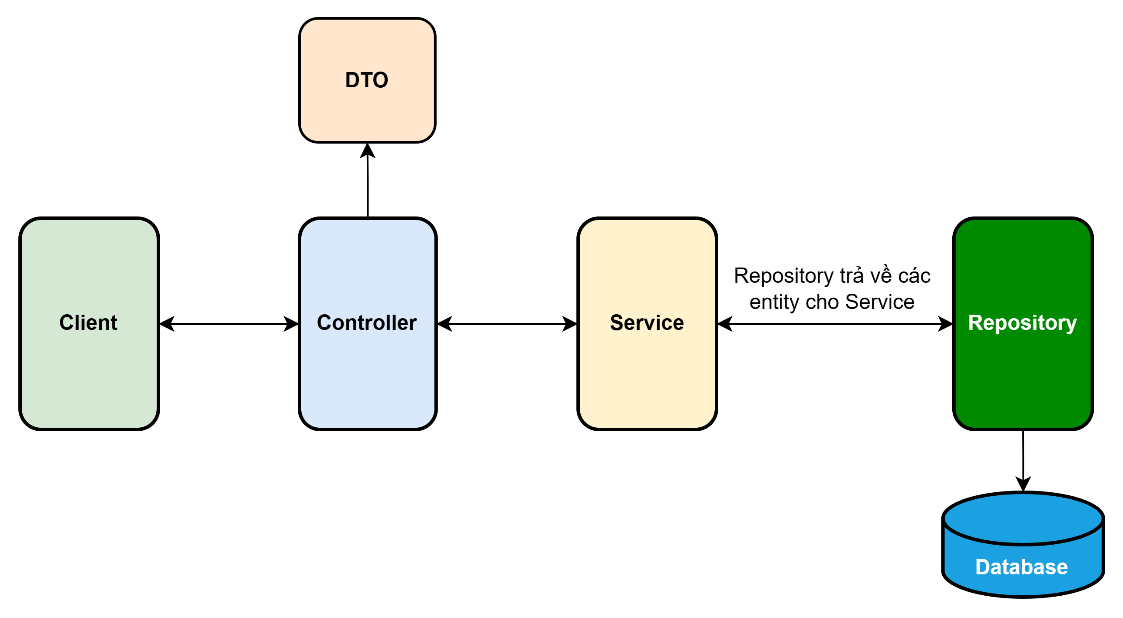 DTO
Client
Controller
Service
Repository trả về các
entity cho Service
Repository
Database